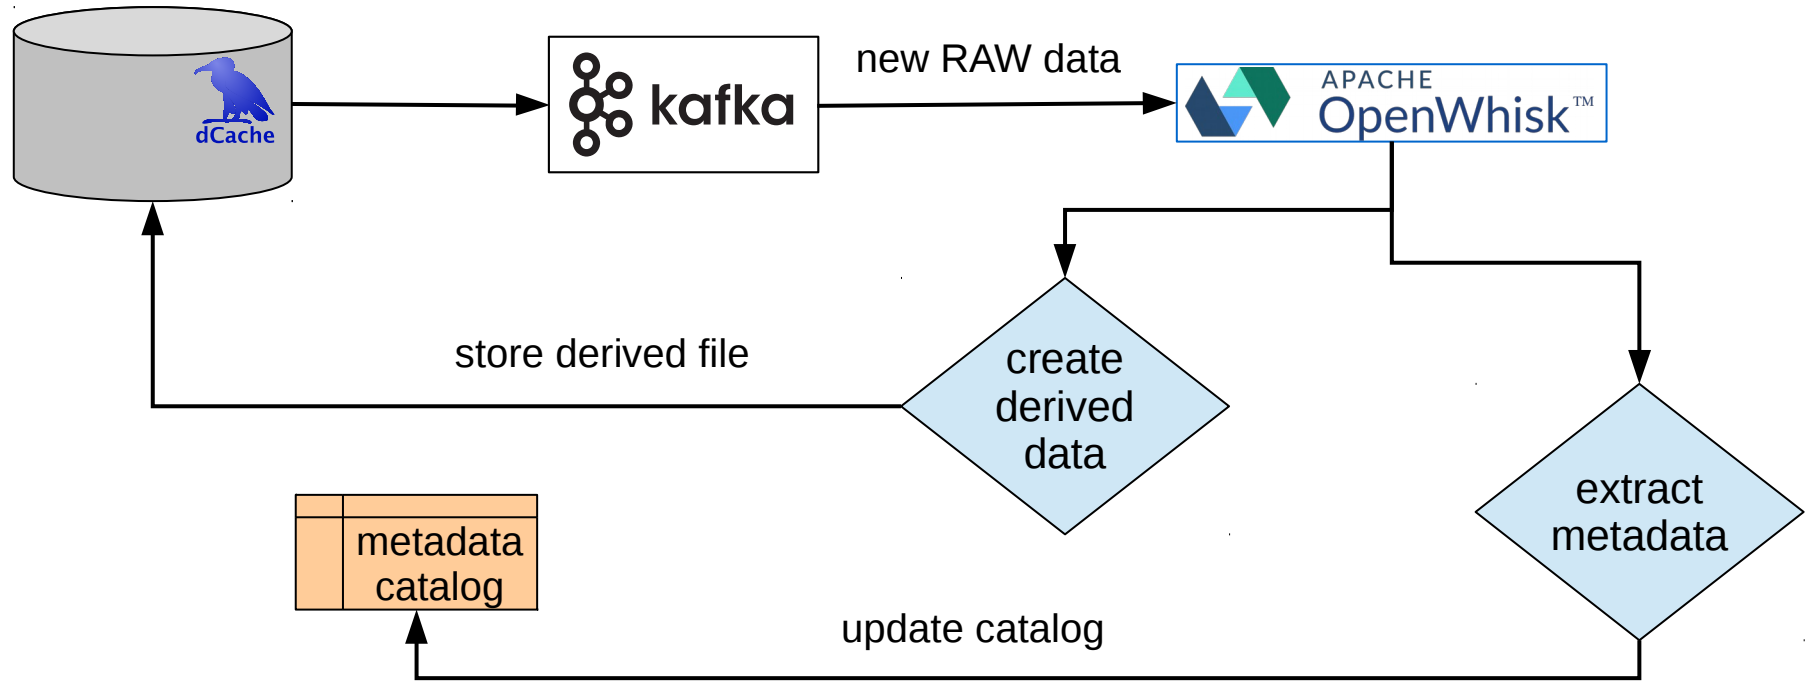 dCache
kafka
new RAW data
APACHE
OpenWhisk™
create
derived
data
store derived file
extract
metadata
metadata
catalog
update catalog